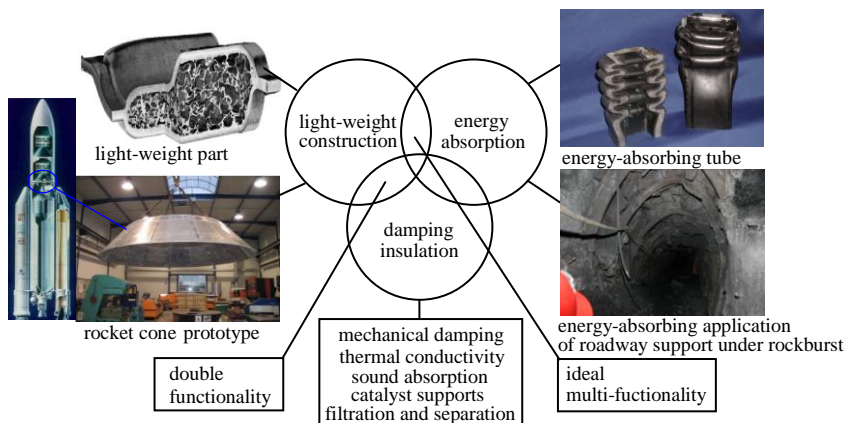 light-weight part
light-weight
construction
energy
absorption
energy-absorbing tube
damping
insulation
rocket cone prototype
energy-absorbing application
of roadway support under rockburst
double
functionality
mechanical damping
thermal conductivity
sound absorption
catalyst supports
filtration and separation
ideal
multi-fuctionality